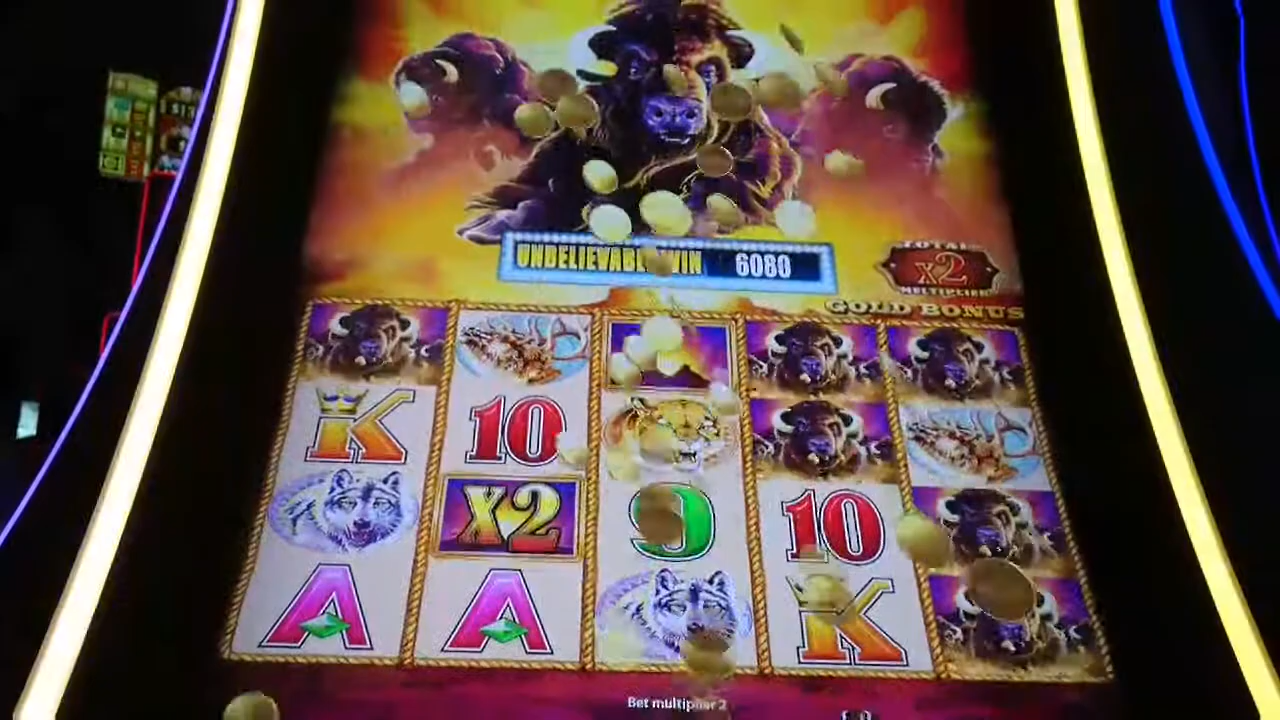 UNBELIEVABLE WIN 6080
TOTAL
X2
MULTIPLIER
GOLD BONUS
K
10
X2
9
10
A
A
K
Bet multiplier 2